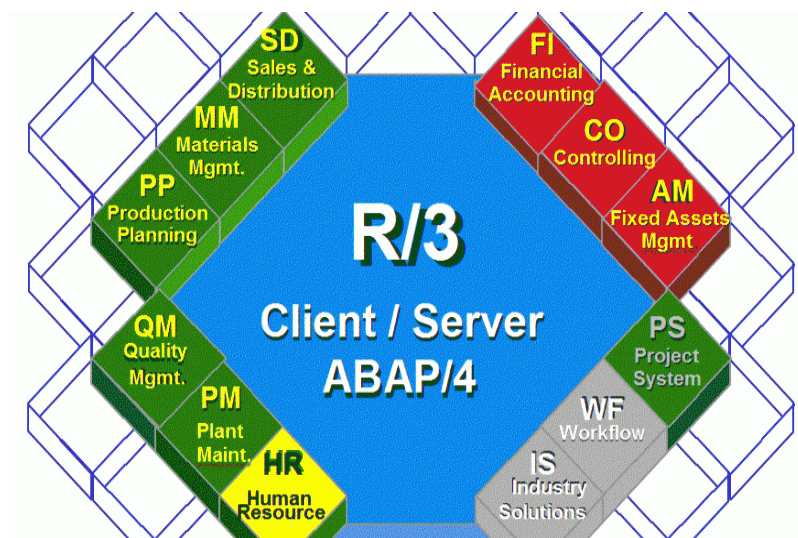 SD
Sales &
Distribution
MM
Materials
Mgmt.
PP
Production
Planning
FI
Financial
Accounting
CO
Controlling
AM
Fixed Assets
Mgmt.
R/3
Client / Server
ABAP/4
QM
Quality
Mgmt.
PM
Plant
Maint.
HR
Human
Resource
PS
Project
System
WF
Workflow
IS
Industry
Solutions